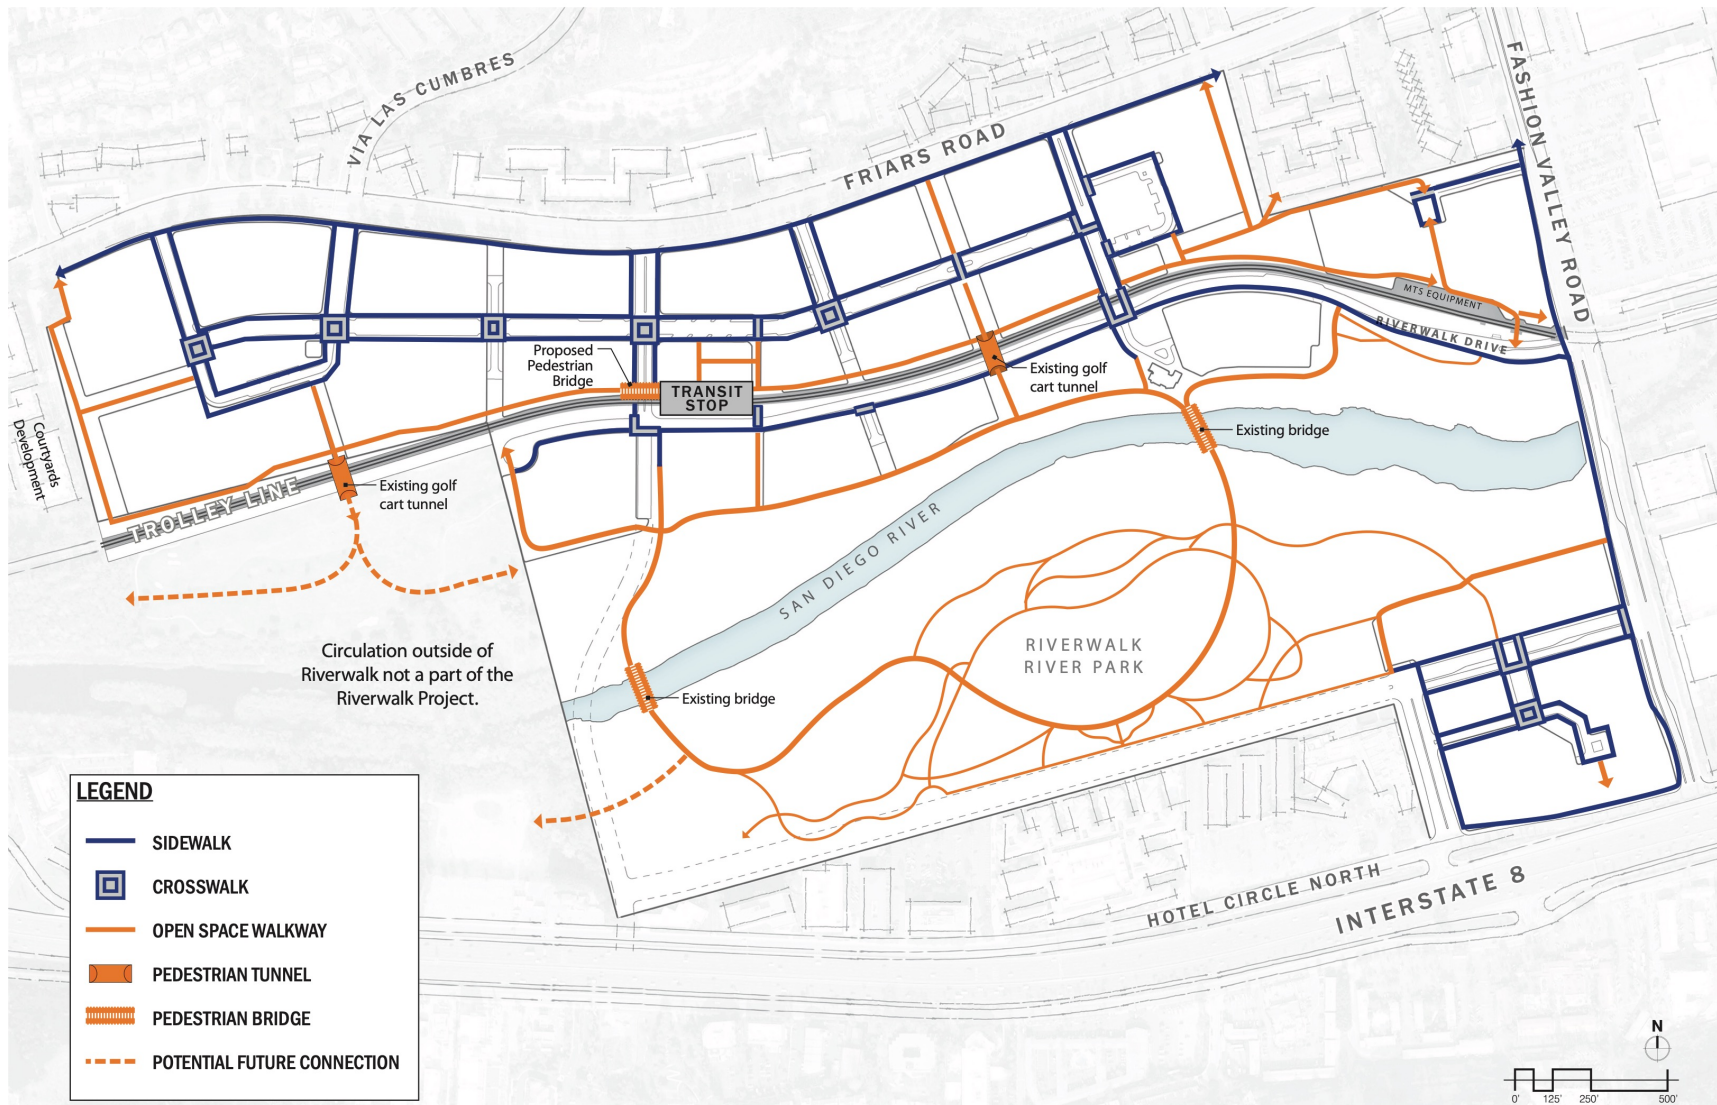 VIA LAS CUMBRES
FRIARS ROAD
FASHION VALLEY ROAD
MTS EQUIPMENT
RIVERWALK DRIVE
Proposed
Pedestrian
Bridge
TRANSIT
STOP
Existing golf
cart tunnel
Existing bridge
Courtyards
Development
TROLLEY LINE
Existing golf
cart tunnel
SAN DIEGO RIVER
Circulation outside of
Riverwalk not a part of the
Riverwalk Project.
RIVERWALK
RIVER PARK
Existing bridge
HOTEL CIRCLE NORTH
INTERSTATE 8
LEGEND
SIDEWALK
CROSSWALK
OPEN SPACE WALKWAY
PEDESTRIAN TUNNEL
PEDESTRIAN BRIDGE
POTENTIAL FUTURE CONNECTION
N
0' 125' 250' 500'